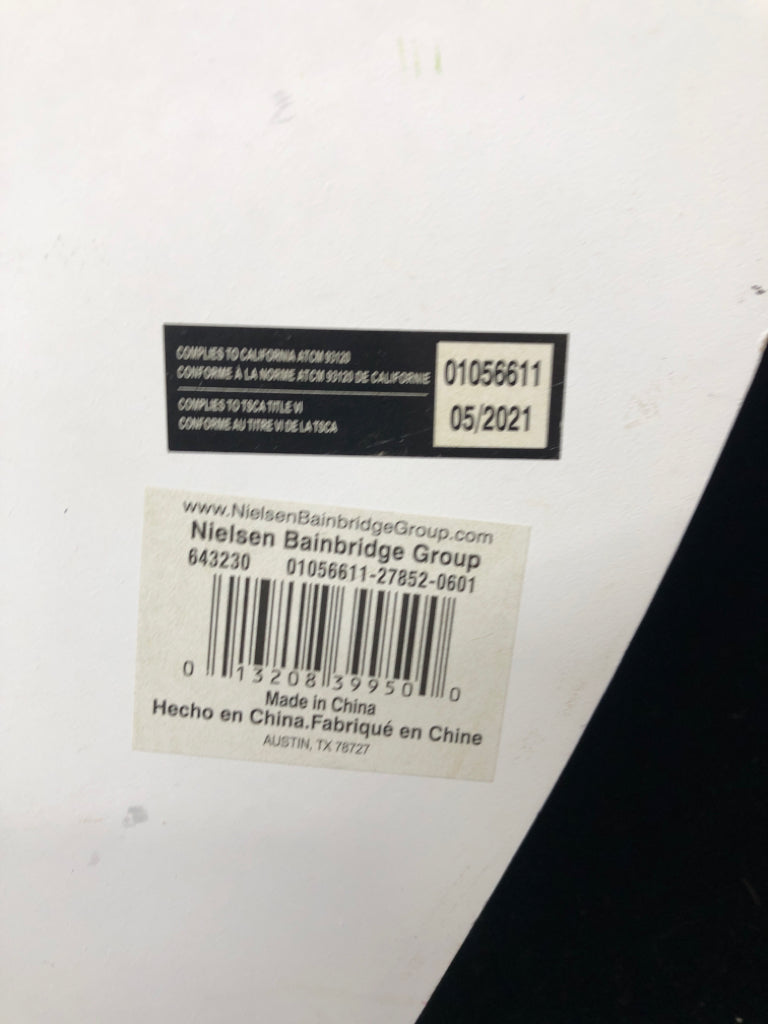 COMPLIES TO CALIFORNIA ATCM 93120
CONFORME À LA NORME ATCM 93120 DE CALIFORNIE
COMPLIES TO TSCA TITLE VI
CONFORME AU TITRE VI DE LA TSCA
01056611
05/2021
www.NielsenBainbridgeGroup.com
Nielsen Bainbridge Group
643230 01056611-27852-0601
0 13208 39950 0
Made in China
Hecho en China.Fabriqué en Chine
AUSTIN, TX 78727